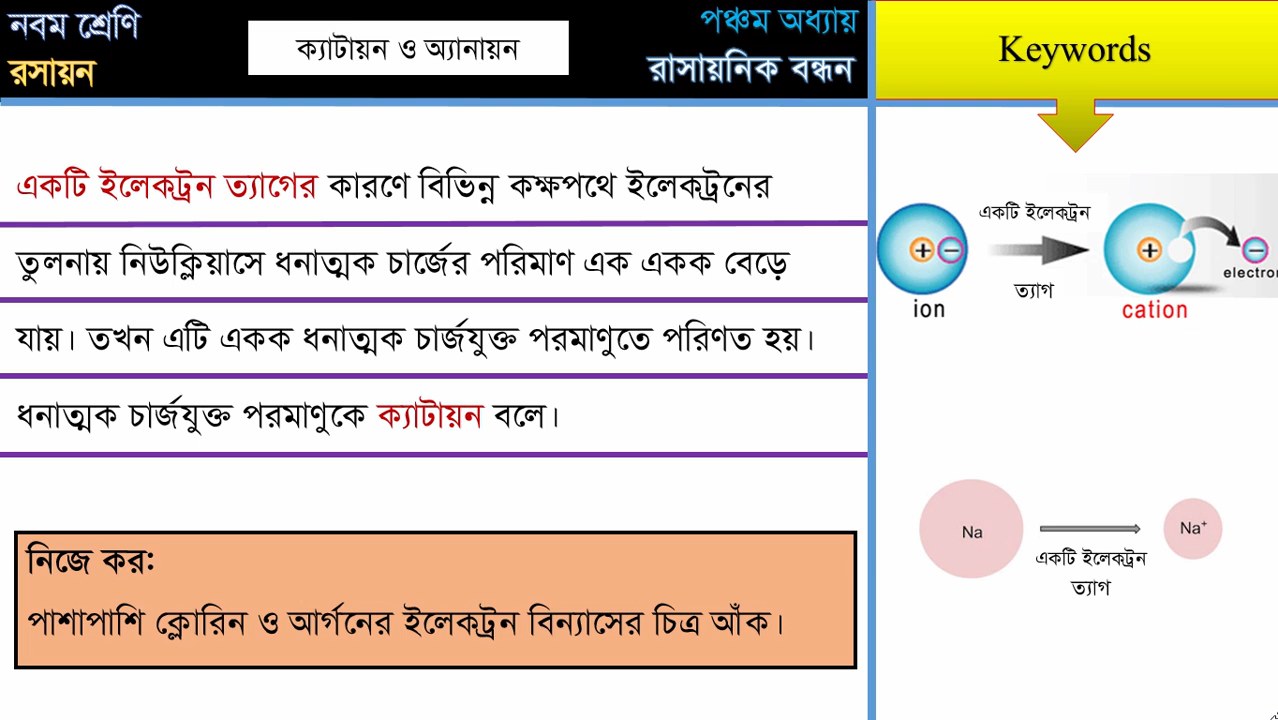 নবম শ্রেণি
রসায়ন
ক্যাটায়ন ও অ্যানায়ন
পঞ্চম অধ্যায়
রাসায়নিক বন্ধন
Keywords
একটি ইলেকট্রন ত্যাগের কারণে বিভিন্ন কক্ষপথে ইলেকট্রনের
তুলনায় নিউক্লিয়াসে ধনাত্মক চার্জের পরিমাণ এক একক বেড়ে
যায়। তখন এটি একক ধনাত্মক চার্জযুক্ত পরমাণুতে পরিণত হয়।
ধনাত্মক চার্জযুক্ত পরমাণুকে ক্যাটায়ন বলে।
নিজে কর:
পাশাপাশি ক্লোরিন ও আর্গনের ইলেকট্রন বিন্যাসের চিত্র আঁক।
+ −
একটি ইলেকট্রন
ত্যাগ
+
−
electron
ion
cation
Na
Na⁺
একটি ইলেকট্রন
ত্যাগ